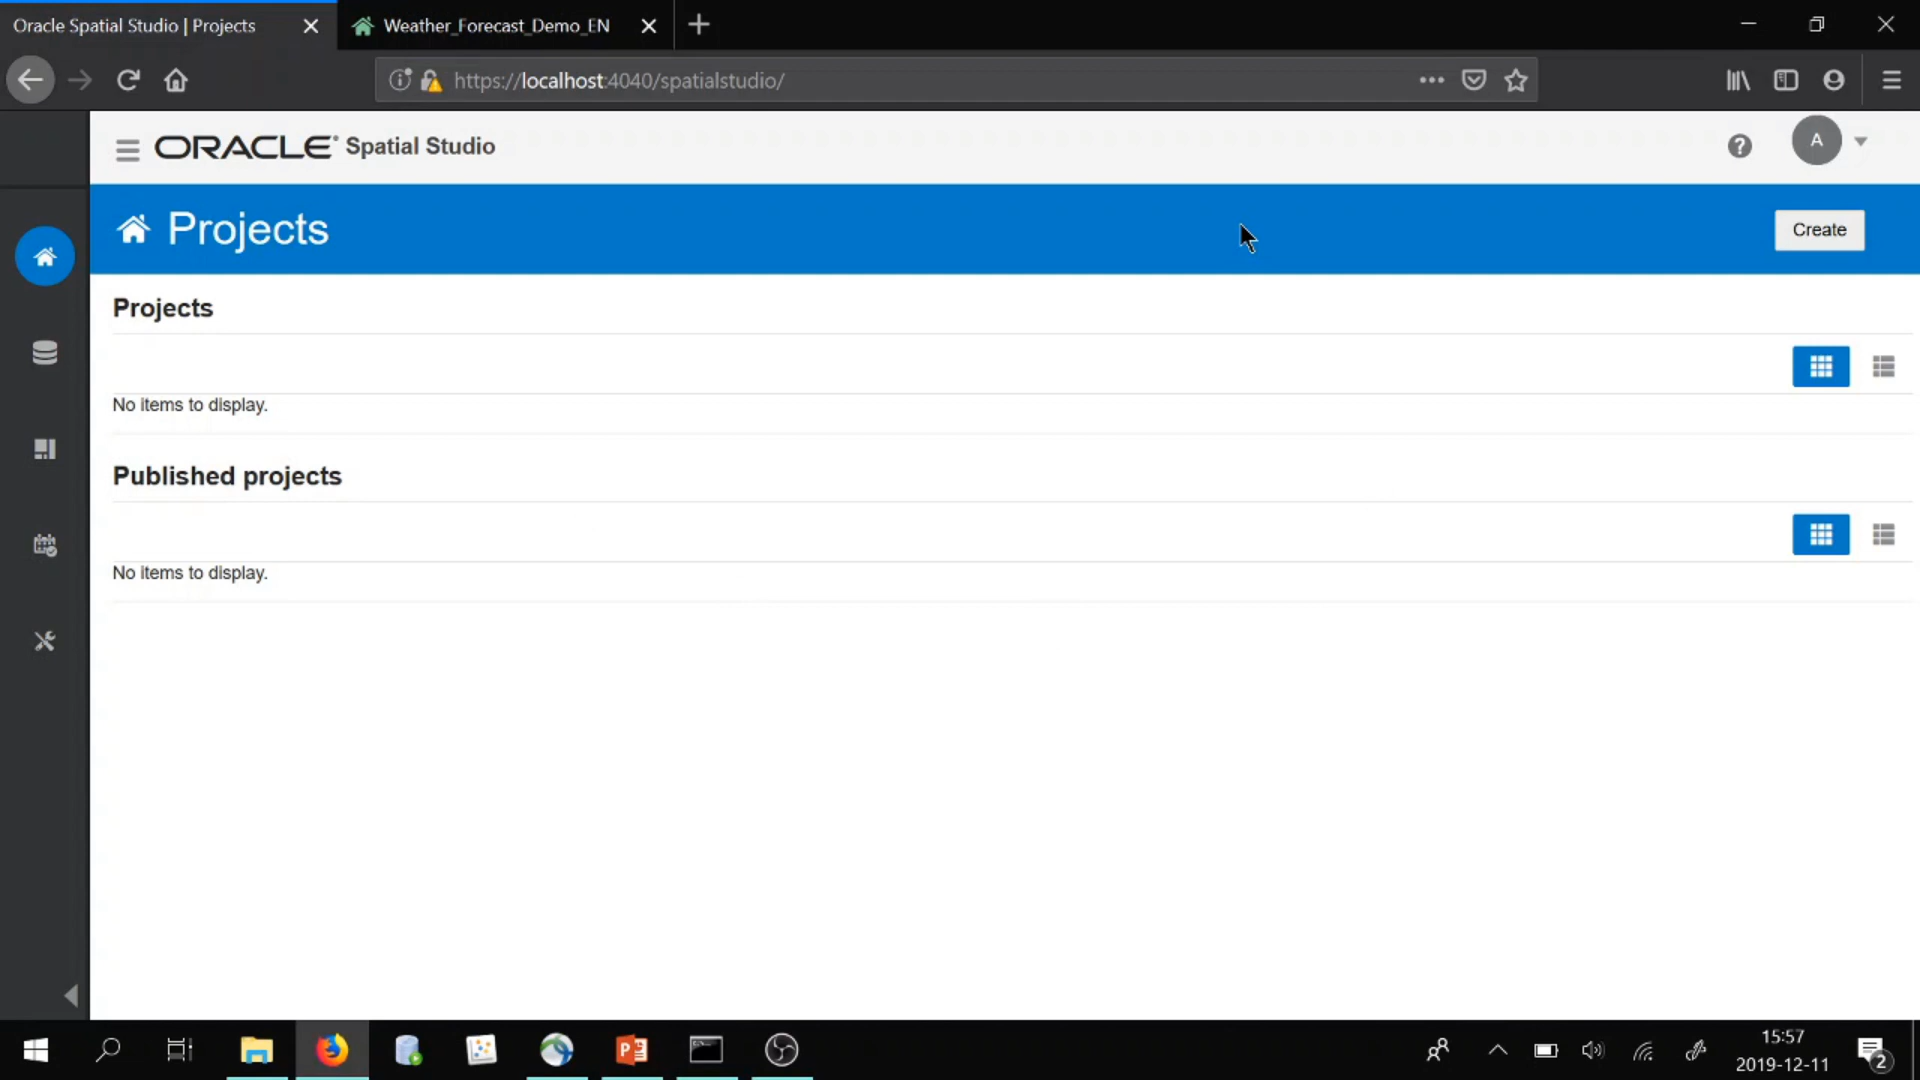 Oracle Spatial Studio | Projects
Weather_Forecast_Demo_EN
https://localhost:4040/spatialstudio/
ORACLE Spatial Studio
? A
Projects
Create
Projects
No items to display.
Published projects
No items to display.
15:57
2019-12-11
2